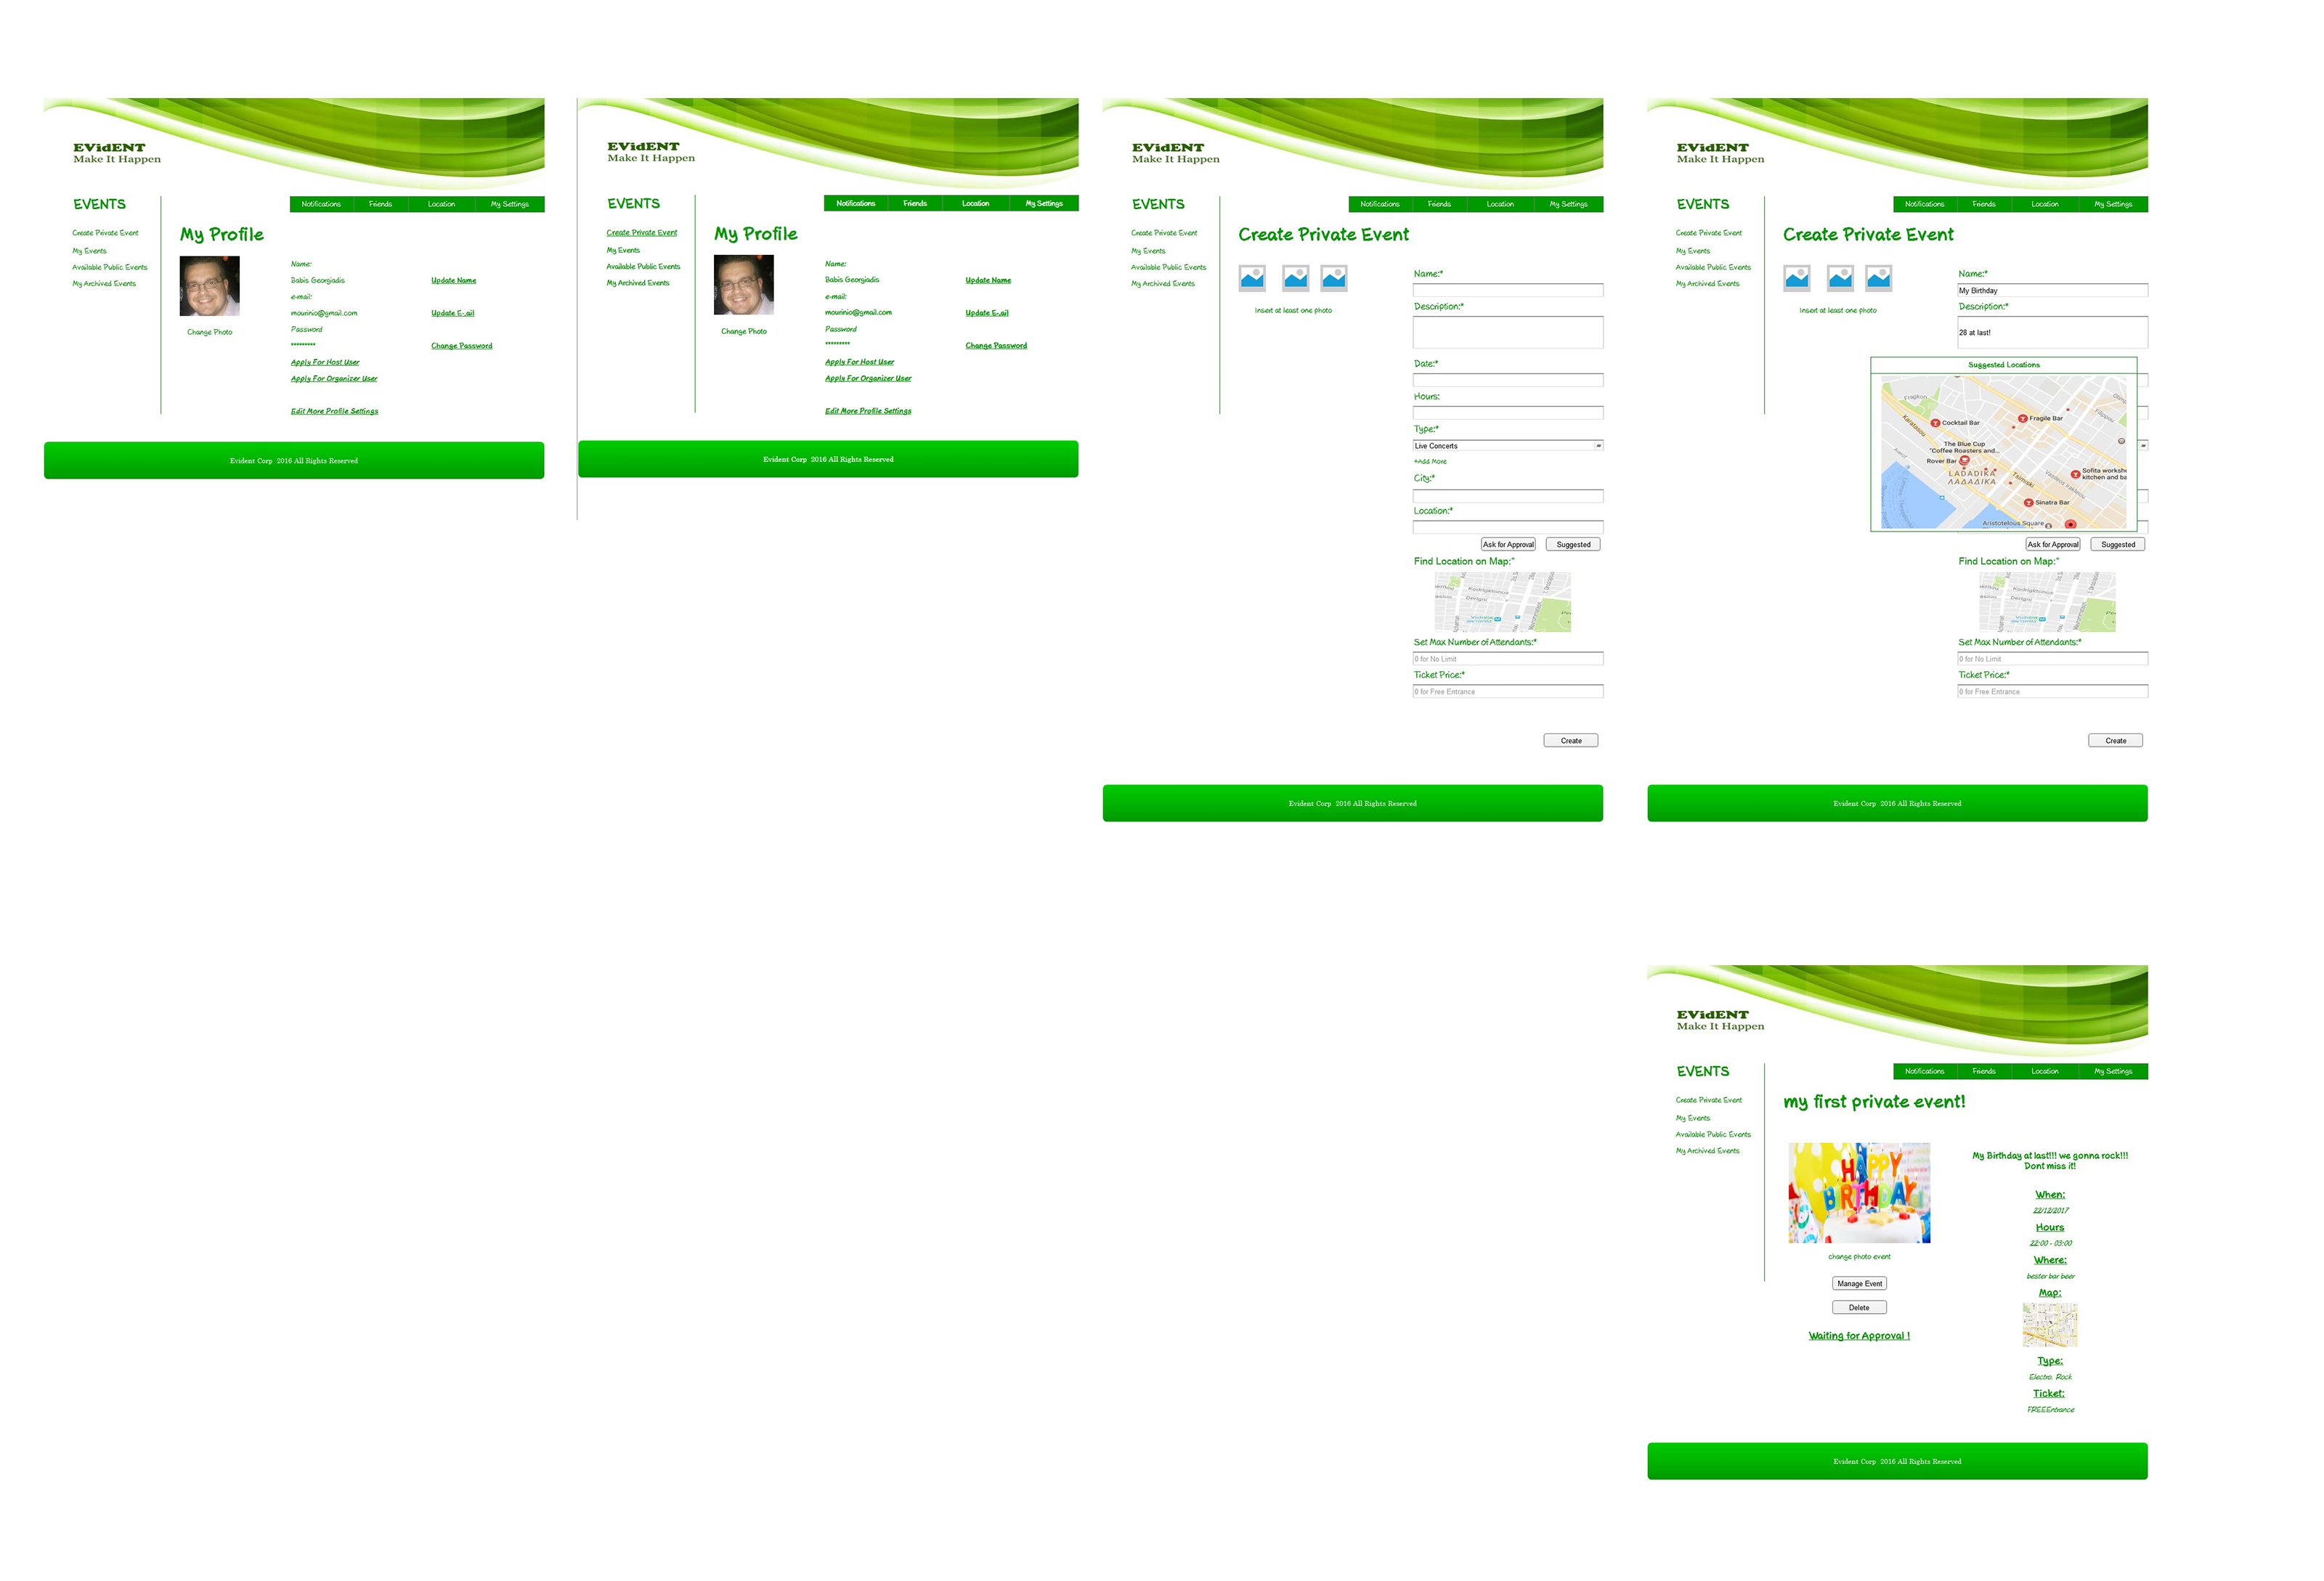 EVidENT
Make It Happen
EVENTS
Notifications Friends Location My Settings
Create Private Event
My Events
Available Public Events
My Archived Events
My Profile
Change Photo
Name:
Babis Georgiadis Update Name
e-mail:
mourinio@gmail.com Update E-.ail
Password
********* Change Password
Apply For Host User
Apply For Organizer User
Edit More Profile Settings
Evident Corp 2016 All Rights Reserved
EVidENT
Make It Happen
EVENTS
Notifications Friends Location My Settings
Create Private Event
My Events
Available Public Events
My Archived Events
My Profile
Change Photo
Name:
Babis Georgiadis Update Name
e-mail:
mourinio@gmail.com Update E-.ail
Password
********* Change Password
Apply For Host User
Apply For Organizer User
Edit More Profile Settings
Evident Corp 2016 All Rights Reserved
EVidENT
Make It Happen
EVENTS
Notifications Friends Location My Settings
Create Private Event
My Events
Available Public Events
My Archived Events
Create Private Event
Insert at least one photo
Name:*
Description:*
Date:*
Hours:
Type:*
Live Concerts
+Add More
City:*
Location:*
Ask for Approval Suggested
Find Location on Map:*
Kodrigktonos
Derigny
Set Max Number of Attendants:*
0 for No Limit
Ticket Price:*
0 for Free Entrance
Create
Evident Corp 2016 All Rights Reserved
EVidENT
Make It Happen
EVENTS
Notifications Friends Location My Settings
Create Private Event
My Events
Available Public Events
My Archived Events
Create Private Event
Insert at least one photo
Name:*
My Birthday
Description:*
28 at last!
Suggested Locations
Fragkon
Karatasou
Cocktail Bar
Fragile Bar
The Blue Cup
"Coffee Roasters and...
Rover Bar
LADADIKA
ΛΑΔΑΔΙΚΑ
Tsimiski
Vasileos Irakleiou
Sofita worksh
kitchen and ba
Sinatra Bar
Aristotelous Square
Ask for Approval Suggested
Find Location on Map:*
Kodrigktonos
Derigny
Set Max Number of Attendants:*
0 for No Limit
Ticket Price:*
0 for Free Entrance
Create
Evident Corp 2016 All Rights Reserved
EVidENT
Make It Happen
EVENTS
Notifications Friends Location My Settings
Create Private Event
My Events
Available Public Events
My Archived Events
my first private event!
HAPPY
BIRTHDAY
change photo event
Manage Event
Delete
Waiting for Approval !
My Birthday at last!!! we gonna rock!!!
Dont miss it!
When:
22/12/2017
Hours
22:00 - 03:00
Where:
bester bar beer
Map:
Type:
Electro, Rock
Ticket:
FREEEntrance
Evident Corp 2016 All Rights Reserved